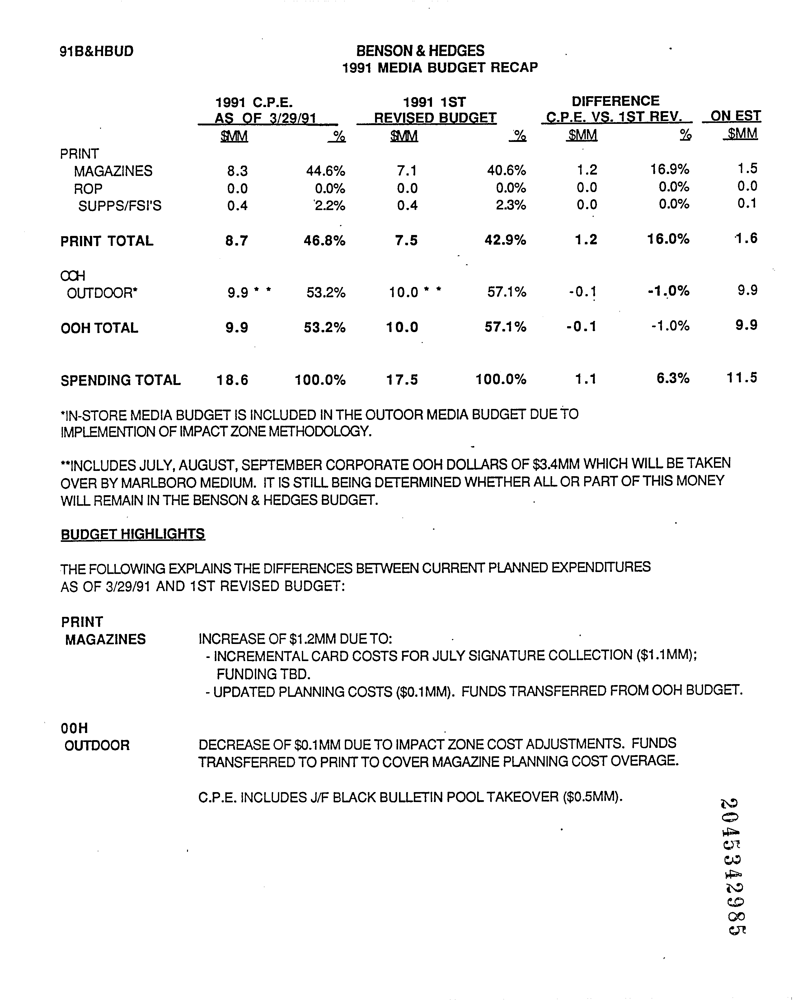 91B&HBUD
BENSON & HEDGES
1991 MEDIA BUDGET RECAP
1991 C.P.E. 1991 1ST DIFFERENCE
AS OF 3/29/91 REVISED BUDGET C.P.E. VS. 1ST REV. ON EST
$MM % $MM % $MM % $MM
PRINT
MAGAZINES 8.3 44.6% 7.1 40.6% 1.2 16.9% 1.5
ROP 0.0 0.0% 0.0 0.0% 0.0 0.0% 0.0
SUPPS/FSI'S 0.4 2.2% 0.4 2.3% 0.0 0.0% 0.1
PRINT TOTAL 8.7 46.8% 7.5 42.9% 1.2 16.0% 1.6
OOH
OUTDOOR* 9.9 * * 53.2% 10.0 * * 57.1% -0.1 -1.0% 9.9
OOH TOTAL 9.9 53.2% 10.0 57.1% -0.1 -1.0% 9.9
SPENDING TOTAL 18.6 100.0% 17.5 100.0% 1.1 6.3% 11.5
*IN-STORE MEDIA BUDGET IS INCLUDED IN THE OUTOOR MEDIA BUDGET DUE TO
IMPLEMENTION OF IMPACT ZONE METHODOLOGY.
**INCLUDES JULY, AUGUST, SEPTEMBER CORPORATE OOH DOLLARS OF $3.4MM WHICH WILL BE TAKEN
OVER BY MARLBORO MEDIUM. IT IS STILL BEING DETERMINED WHETHER ALL OR PART OF THIS MONEY
WILL REMAIN IN THE BENSON & HEDGES BUDGET.
BUDGET HIGHLIGHTS
THE FOLLOWING EXPLAINS THE DIFFERENCES BETWEEN CURRENT PLANNED EXPENDITURES
AS OF 3/29/91 AND 1ST REVISED BUDGET:
PRINT
MAGAZINES INCREASE OF $1.2MM DUE TO:
- INCREMENTAL CARD COSTS FOR JULY SIGNATURE COLLECTION ($1.1MM);
FUNDING TBD.
- UPDATED PLANNING COSTS ($0.1MM). FUNDS TRANSFERRED FROM OOH BUDGET.
00H
OUTDOOR DECREASE OF $0.1MM DUE TO IMPACT ZONE COST ADJUSTMENTS. FUNDS
TRANSFERRED TO PRINT TO COVER MAGAZINE PLANNING COST OVERAGE.
C.P.E. INCLUDES J/F BLACK BULLETIN POOL TAKEOVER ($0.5MM).
2045342985